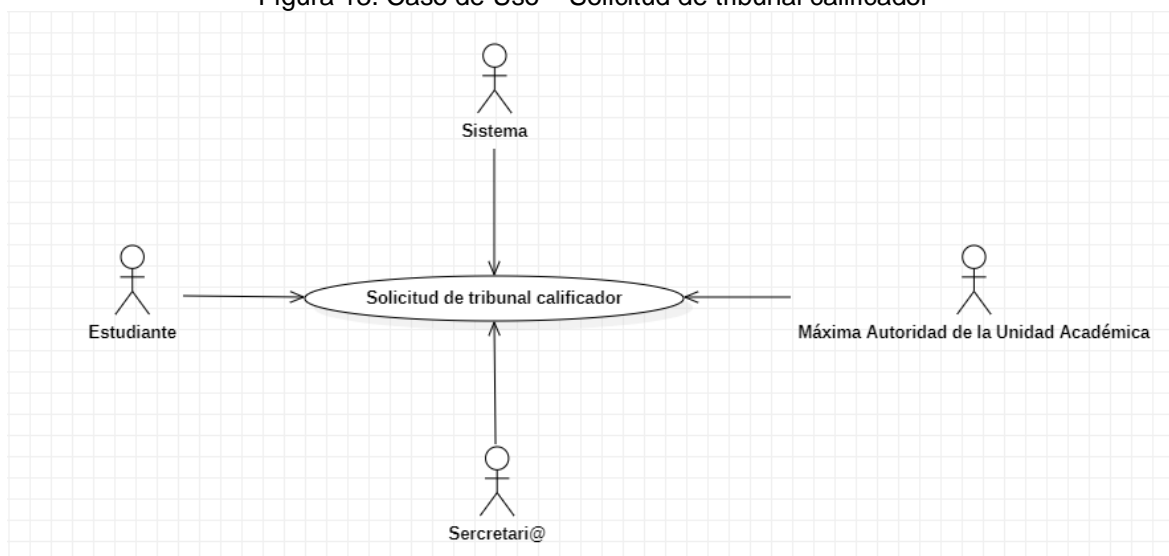 Figura 18. Caso de Uso – Solicitud de tribunal calificador
Sistema
Solicitud de tribunal calificador
Estudiante
Máxima Autoridad de la Unidad Académica
Sercretari@